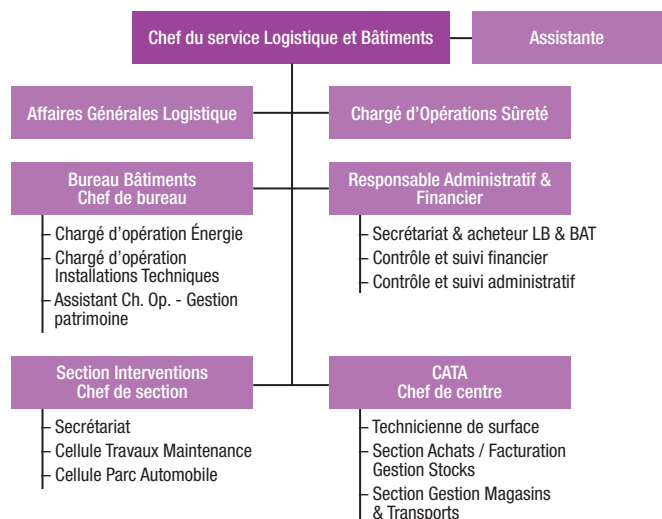 Chef du service Logistique et Bâtiments
Assistante
Affaires Générales Logistique
Chargé d'Opérations Sûreté
Bureau Bâtiments
Chef de bureau
Chargé d'opération Énergie
Chargé d'opération
Installations Techniques
Assistant Ch. Op. - Gestion
patrimoine
Responsable Administratif &
Financier
Secrétariat & acheteur LB & BAT
Contrôle et suivi financier
Contrôle et suivi administratif
Section Interventions
Chef de section
Secrétariat
Cellule Travaux Maintenance
Cellule Parc Automobile
CATA
Chef de centre
Technicienne de surface
Section Achats / Facturation
Gestion Stocks
Section Gestion Magasins
& Transports